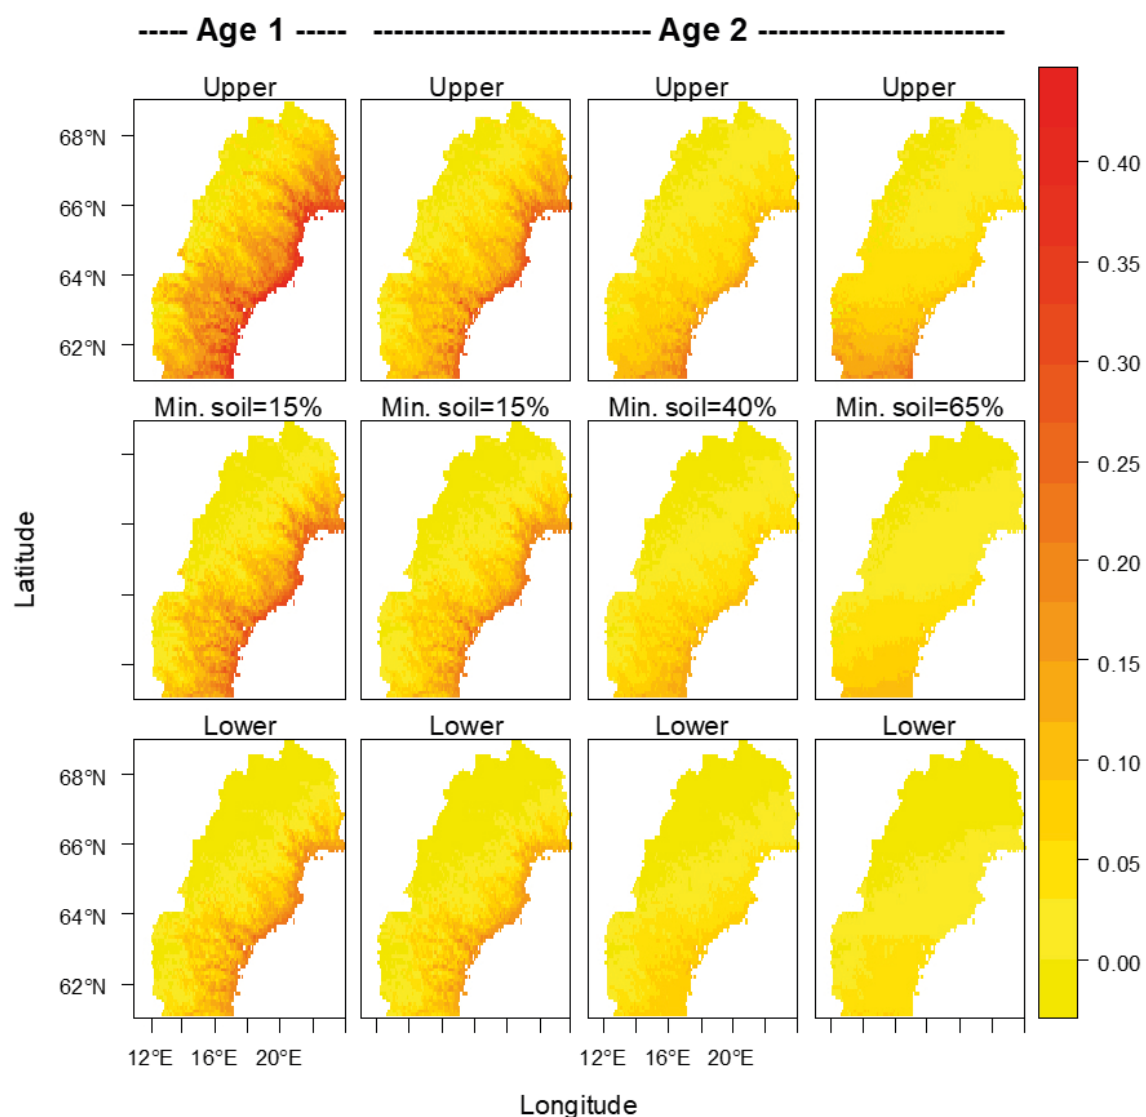 ----- Age 1 ----- -------------------------- Age 2 -----------------------
Upper Upper Upper Upper
68°N
66°N
64°N
62°N
Min. soil=15% Min. soil=15% Min. soil=40% Min. soil=65%
Lower Lower Lower Lower
68°N
66°N
64°N
62°N
12°E 16°E 20°E 12°E 16°E 20°E
Latitude
Longitude
0.40
0.35
0.30
0.25
0.20
0.15
0.10
0.05
0.00